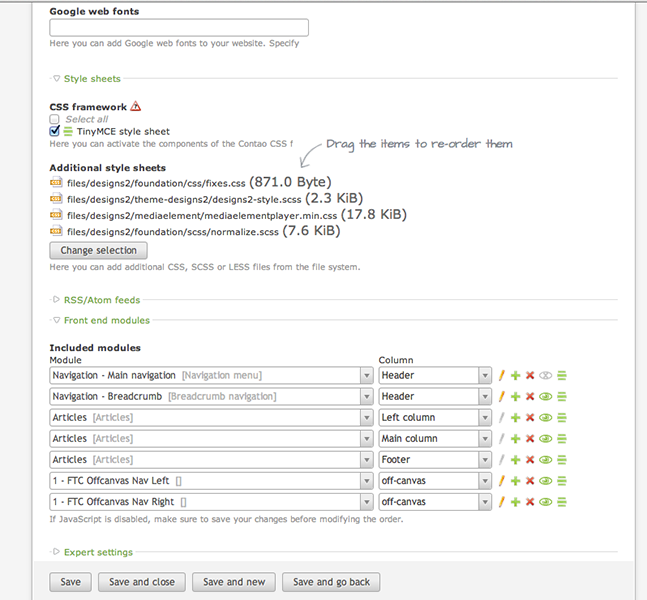 Google web fonts
Here you can add Google web fonts to your website. Specify
Style sheets
CSS framework
Select all
TinyMCE style sheet
Here you can activate the components of the Contao CSS f
Drag the items to re-order them
Additional style sheets
files/designs2/foundation/css/fixes.css (871.0 Byte)
files/designs2/theme-designs2/designs2-style.scss (2.3 KiB)
files/designs2/mediaelement/mediaelementplayer.min.css (17.8 KiB)
files/designs2/foundation/scss/normalize.scss (7.6 KiB)
Change selection
Here you can add additional CSS, SCSS or LESS files from the file system.
RSS/Atom feeds
Front end modules
Included modules
Module Column
Navigation - Main navigation [Navigation menu] Header
Navigation - Breadcrumb [Breadcrumb navigation] Header
Articles [Articles] Left column
Articles [Articles] Main column
Articles [Articles] Footer
1 - FTC Offcanvas Nav Left [] off-canvas
1 - FTC Offcanvas Nav Right [] off-canvas
If JavaScript is disabled, make sure to save your changes before modifying the order.
Expert settings
Save Save and close Save and new Save and go back